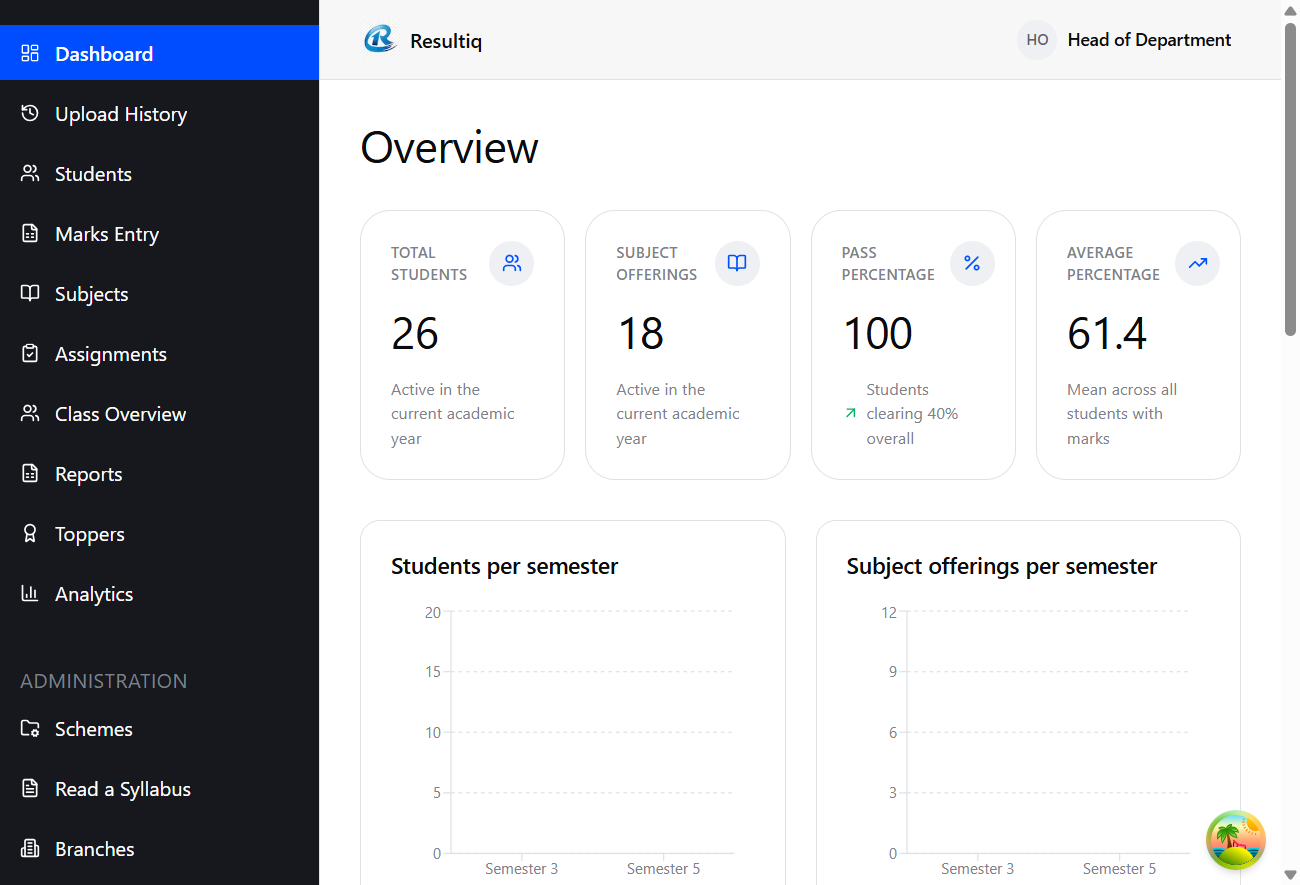 Dashboard
Upload History
Students
Marks Entry
Subjects
Assignments
Class Overview
Reports
Toppers
Analytics
ADMINISTRATION
Schemes
Read a Syllabus
Branches
Resultiq
HO
Head of Department
Overview
TOTAL
STUDENTS
26
Active in the
current academic
year
SUBJECT
OFFERINGS
18
Active in the
current academic
year
PASS
PERCENTAGE
100
Students
clearing 40%
overall
AVERAGE
PERCENTAGE
61.4
Mean across all
students with
marks
Students per semester
20
15
10
5
0
Semester 3
Semester 5
Subject offerings per semester
12
9
6
3
0
Semester 3
Semester 5